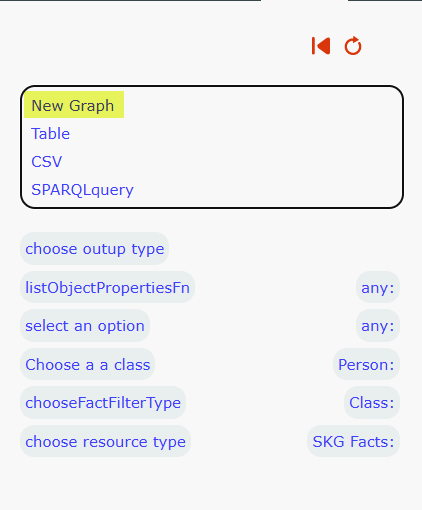 New Graph
Table
CSV
SPARQLquery
choose outup type
listObjectPropertiesFn any:
select an option any:
Choose a a class Person:
chooseFactFilterType Class:
choose resource type SKG Facts: